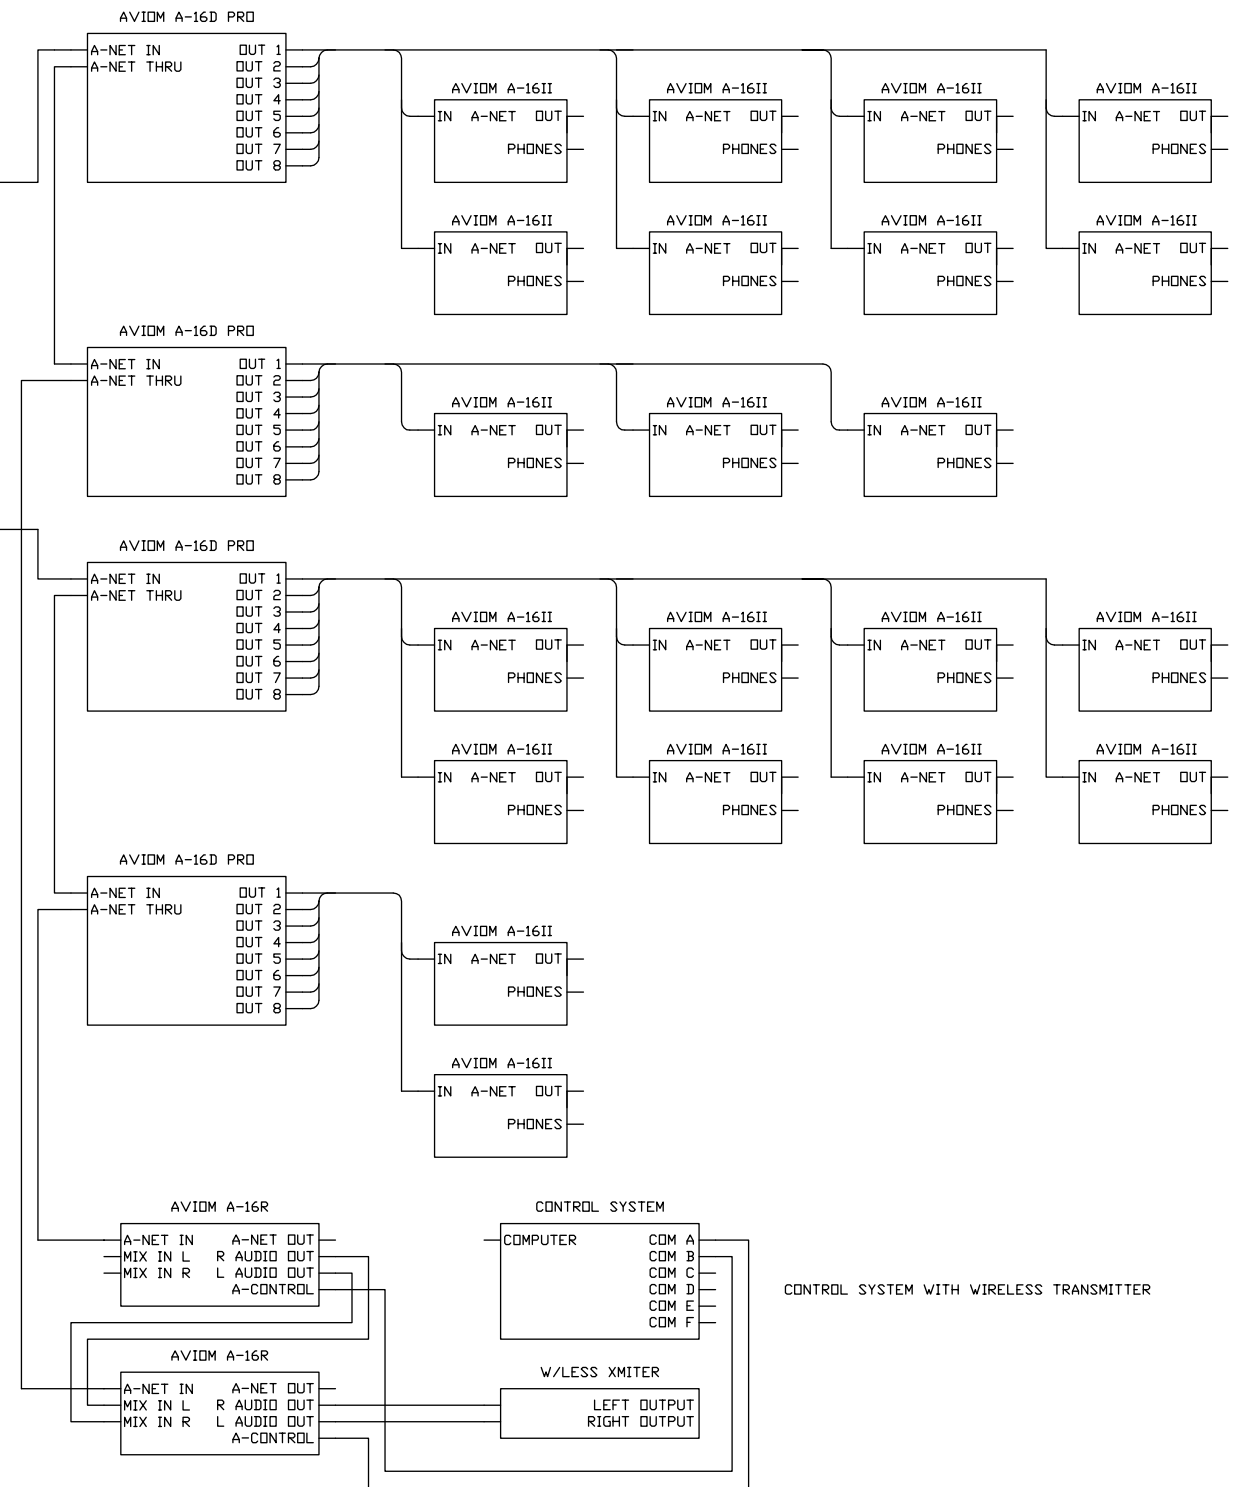 AVIOM A-16D PRO
A-NET IN OUT 1
A-NET THRU OUT 2
OUT 3
OUT 4
OUT 5
OUT 6
OUT 7
OUT 8
AVIOM A-16II AVIOM A-16II AVIOM A-16II AVIOM A-16II
IN A-NET OUT IN A-NET OUT IN A-NET OUT IN A-NET OUT
PHONES PHONES PHONES PHONES
AVIOM A-16II AVIOM A-16II AVIOM A-16II AVIOM A-16II
IN A-NET OUT IN A-NET OUT IN A-NET OUT IN A-NET OUT
PHONES PHONES PHONES PHONES
AVIOM A-16D PRO
A-NET IN OUT 1
A-NET THRU OUT 2
OUT 3
OUT 4
OUT 5
OUT 6
OUT 7
OUT 8
AVIOM A-16II AVIOM A-16II AVIOM A-16II
IN A-NET OUT IN A-NET OUT IN A-NET OUT
PHONES PHONES PHONES
AVIOM A-16D PRO
A-NET IN OUT 1
A-NET THRU OUT 2
OUT 3
OUT 4
OUT 5
OUT 6
OUT 7
OUT 8
AVIOM A-16II AVIOM A-16II AVIOM A-16II AVIOM A-16II
IN A-NET OUT IN A-NET OUT IN A-NET OUT IN A-NET OUT
PHONES PHONES PHONES PHONES
AVIOM A-16II AVIOM A-16II AVIOM A-16II AVIOM A-16II
IN A-NET OUT IN A-NET OUT IN A-NET OUT IN A-NET OUT
PHONES PHONES PHONES PHONES
AVIOM A-16D PRO
A-NET IN OUT 1
A-NET THRU OUT 2
OUT 3
OUT 4
OUT 5
OUT 6
OUT 7
OUT 8
AVIOM A-16II
IN A-NET OUT
PHONES
AVIOM A-16II
IN A-NET OUT
PHONES
AVIOM A-16R
A-NET IN A-NET OUT
MIX IN L R AUDIO OUT
MIX IN R L AUDIO OUT
A-CONTROL
CONTROL SYSTEM
COMPUTER COM A
COM B
COM C
COM D
COM E
COM F
CONTROL SYSTEM WITH WIRELESS TRANSMITTER
AVIOM A-16R
A-NET IN A-NET OUT
MIX IN L R AUDIO OUT
MIX IN R L AUDIO OUT
A-CONTROL
W/LESS XMITER
LEFT OUTPUT
RIGHT OUTPUT